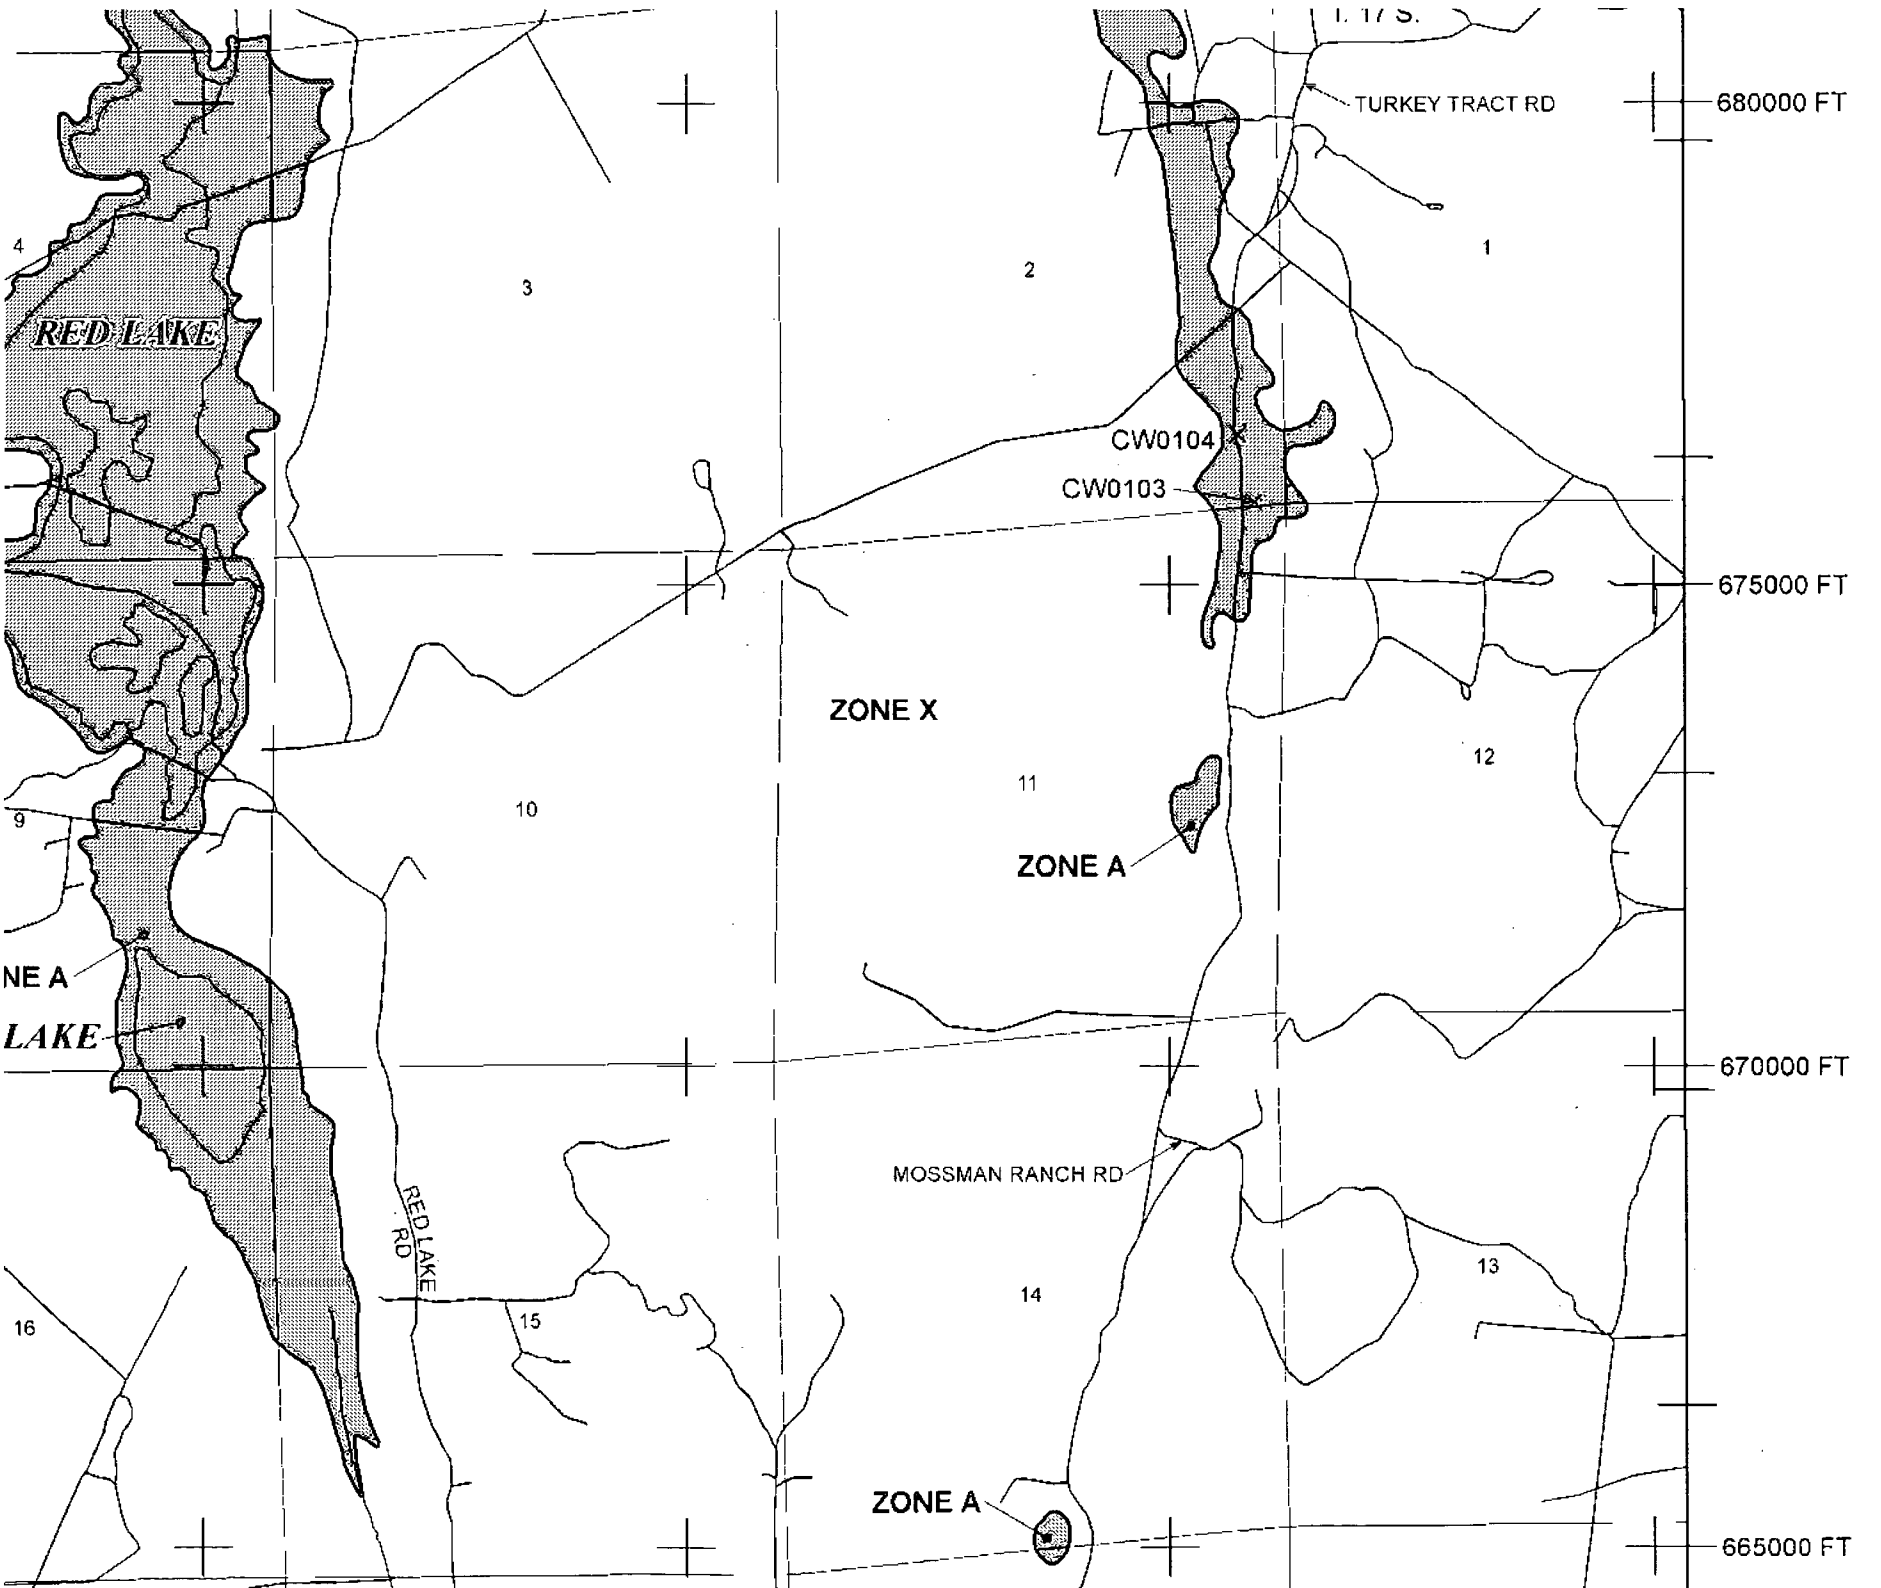 T. 17 S.
680000 FT
TURKEY TRACT RD
4
3
2
1
RED LAKE
CW0104
CW0103
675000 FT
ZONE X
12
11
10
9
ZONE A
NE A
LAKE
670000 FT
MOSSMAN RANCH RD
RED LAKE
RD
13
14
15
16
ZONE A
665000 FT